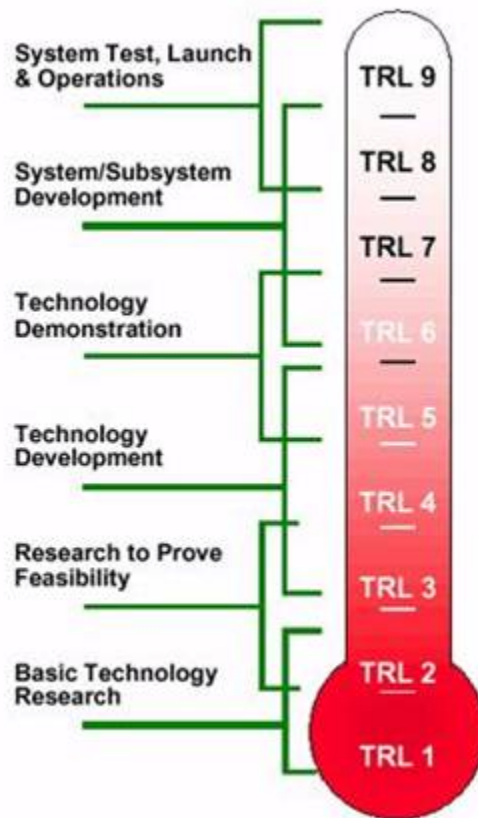 System Test, Launch
& Operations
System/Subsystem
Development
Technology
Demonstration
Technology
Development
Research to Prove
Feasibility
Basic Technology
Research
TRL 9
TRL 8
TRL 7
TRL 6
TRL 5
TRL 4
TRL 3
TRL 2
TRL 1